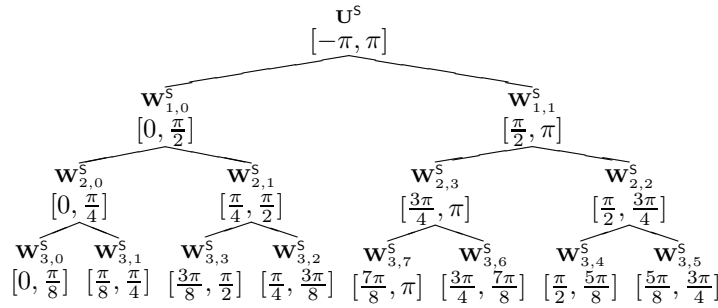 U^S
[−π, π]
W^S_{1,0} W^S_{1,1}
[0, π/2] [π/2, π]
W^S_{2,0} W^S_{2,1} W^S_{2,3} W^S_{2,2}
[0, π/4] [π/4, π/2] [3π/4, π] [π/2, 3π/4]
W^S_{3,0} W^S_{3,1} W^S_{3,3} W^S_{3,2} W^S_{3,7} W^S_{3,6} W^S_{3,4} W^S_{3,5}
[0, π/8] [π/8, π/4] [3π/8, π/2] [π/4, 3π/8] [7π/8, π] [3π/4, 7π/8] [π/2, 5π/8] [5π/8, 3π/4]